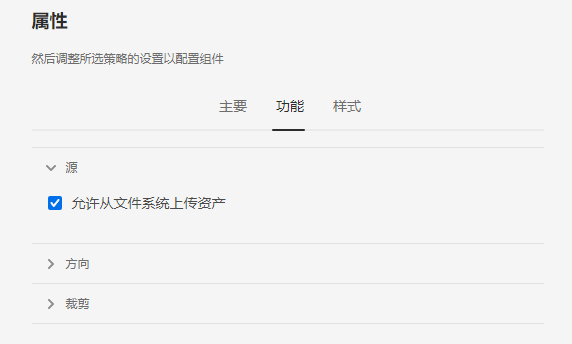 属性
然后调整所选策略的设置以配置组件
主要 功能 样式
源
允许从文件系统上传资产
方向
裁剪